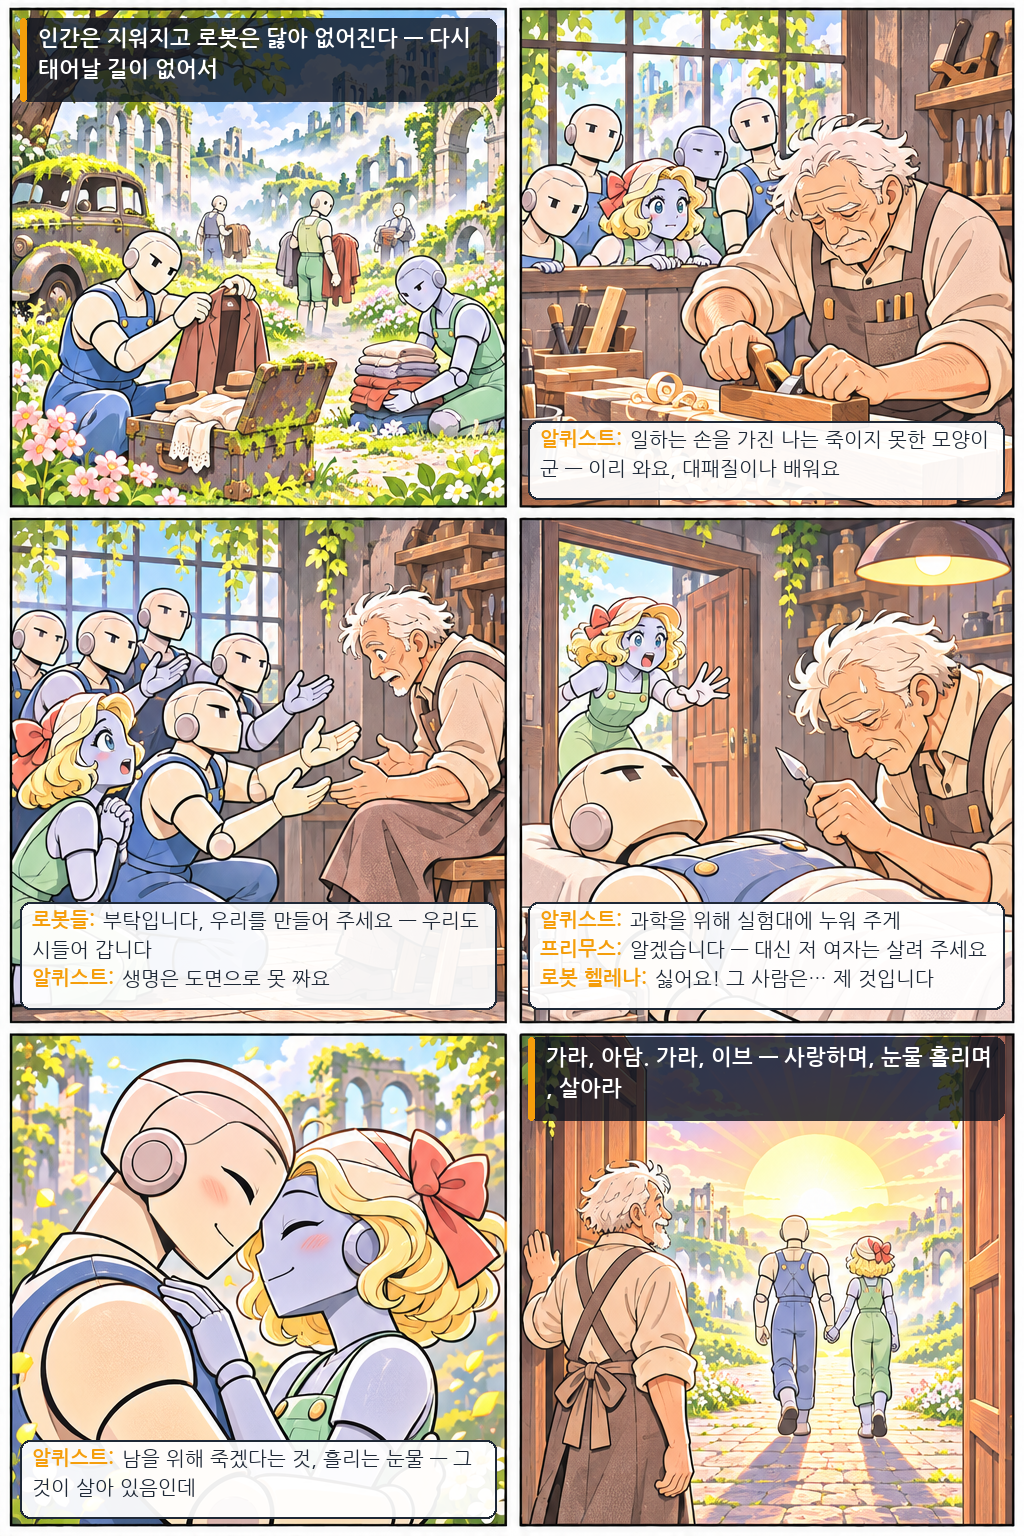 인간은 지워지고 로봇은 닳아 없어진다 — 다시
태어날 길이 없어서
알퀴스트: 일하는 손을 가진 나는 죽이지 못한 모양이
군 — 이리 와요, 대패질이나 배워요
로봇들: 부탁입니다, 우리를 만들어 주세요 — 우리도
시들어 갑니다
알퀴스트: 생명은 도면으로 못 짜요
알퀴스트: 과학을 위해 실험대에 누워 주게
프리무스: 알겠습니다 — 대신 저 여자는 살려 주세요
로봇 헬레나: 싫어요! 그 사람은… 제 것입니다
알퀴스트: 남을 위해 죽겠다는 것, 흘리는 눈물 — 그
것이 살아 있음인데
가라, 아담. 가라, 이브 — 사랑하며, 눈물 흘리며
, 살아라